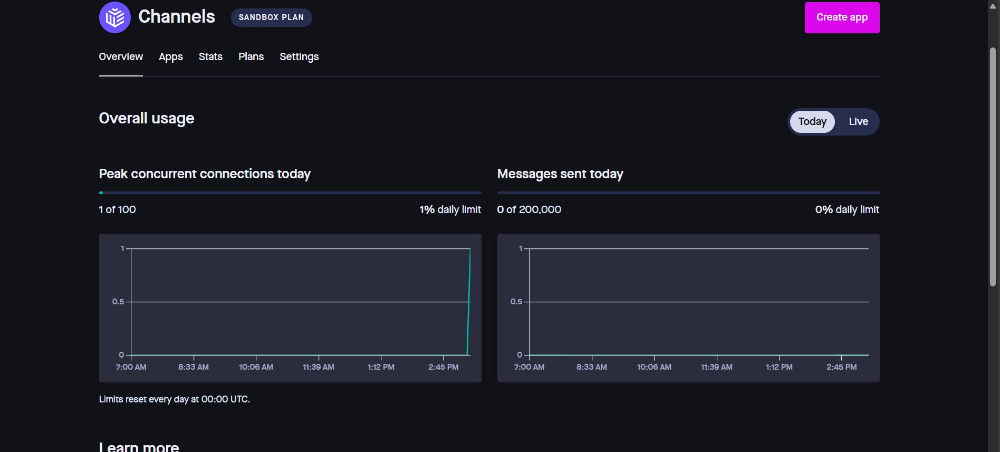 Channels SANDBOX PLAN Create app
Overview Apps Stats Plans Settings
Overall usage
Today Live
Peak concurrent connections today
1 of 100 1% daily limit
1
0.5
0
7:00 AM 8:33 AM 10:06 AM 11:39 AM 1:12 PM 2:45 PM
Messages sent today
0 of 200,000 0% daily limit
1
0.5
0
7:00 AM 8:33 AM 10:06 AM 11:39 AM 1:12 PM 2:45 PM
Limits reset every day at 00:00 UTC.
Learn more